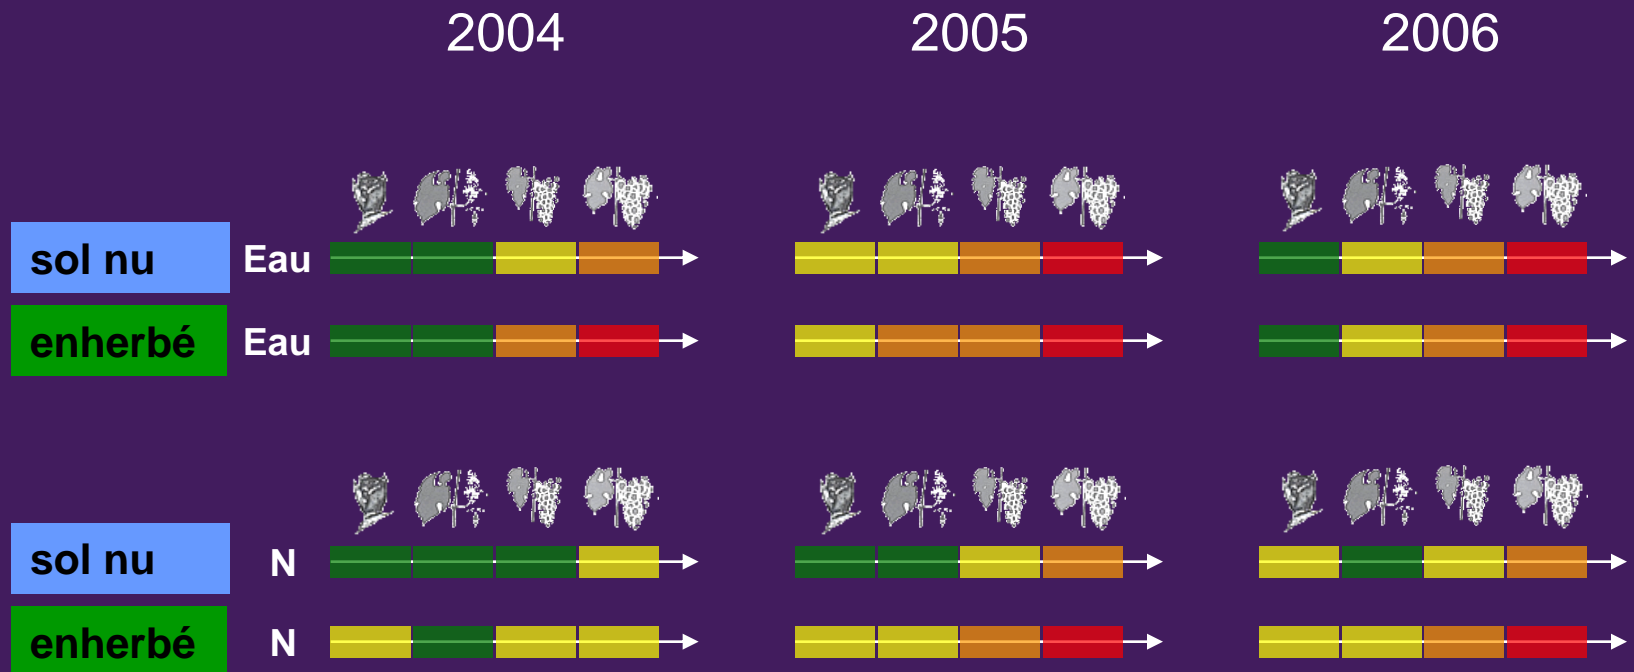 2004 2005 2006
sol nu Eau
enherbé Eau
sol nu N
enherbé N